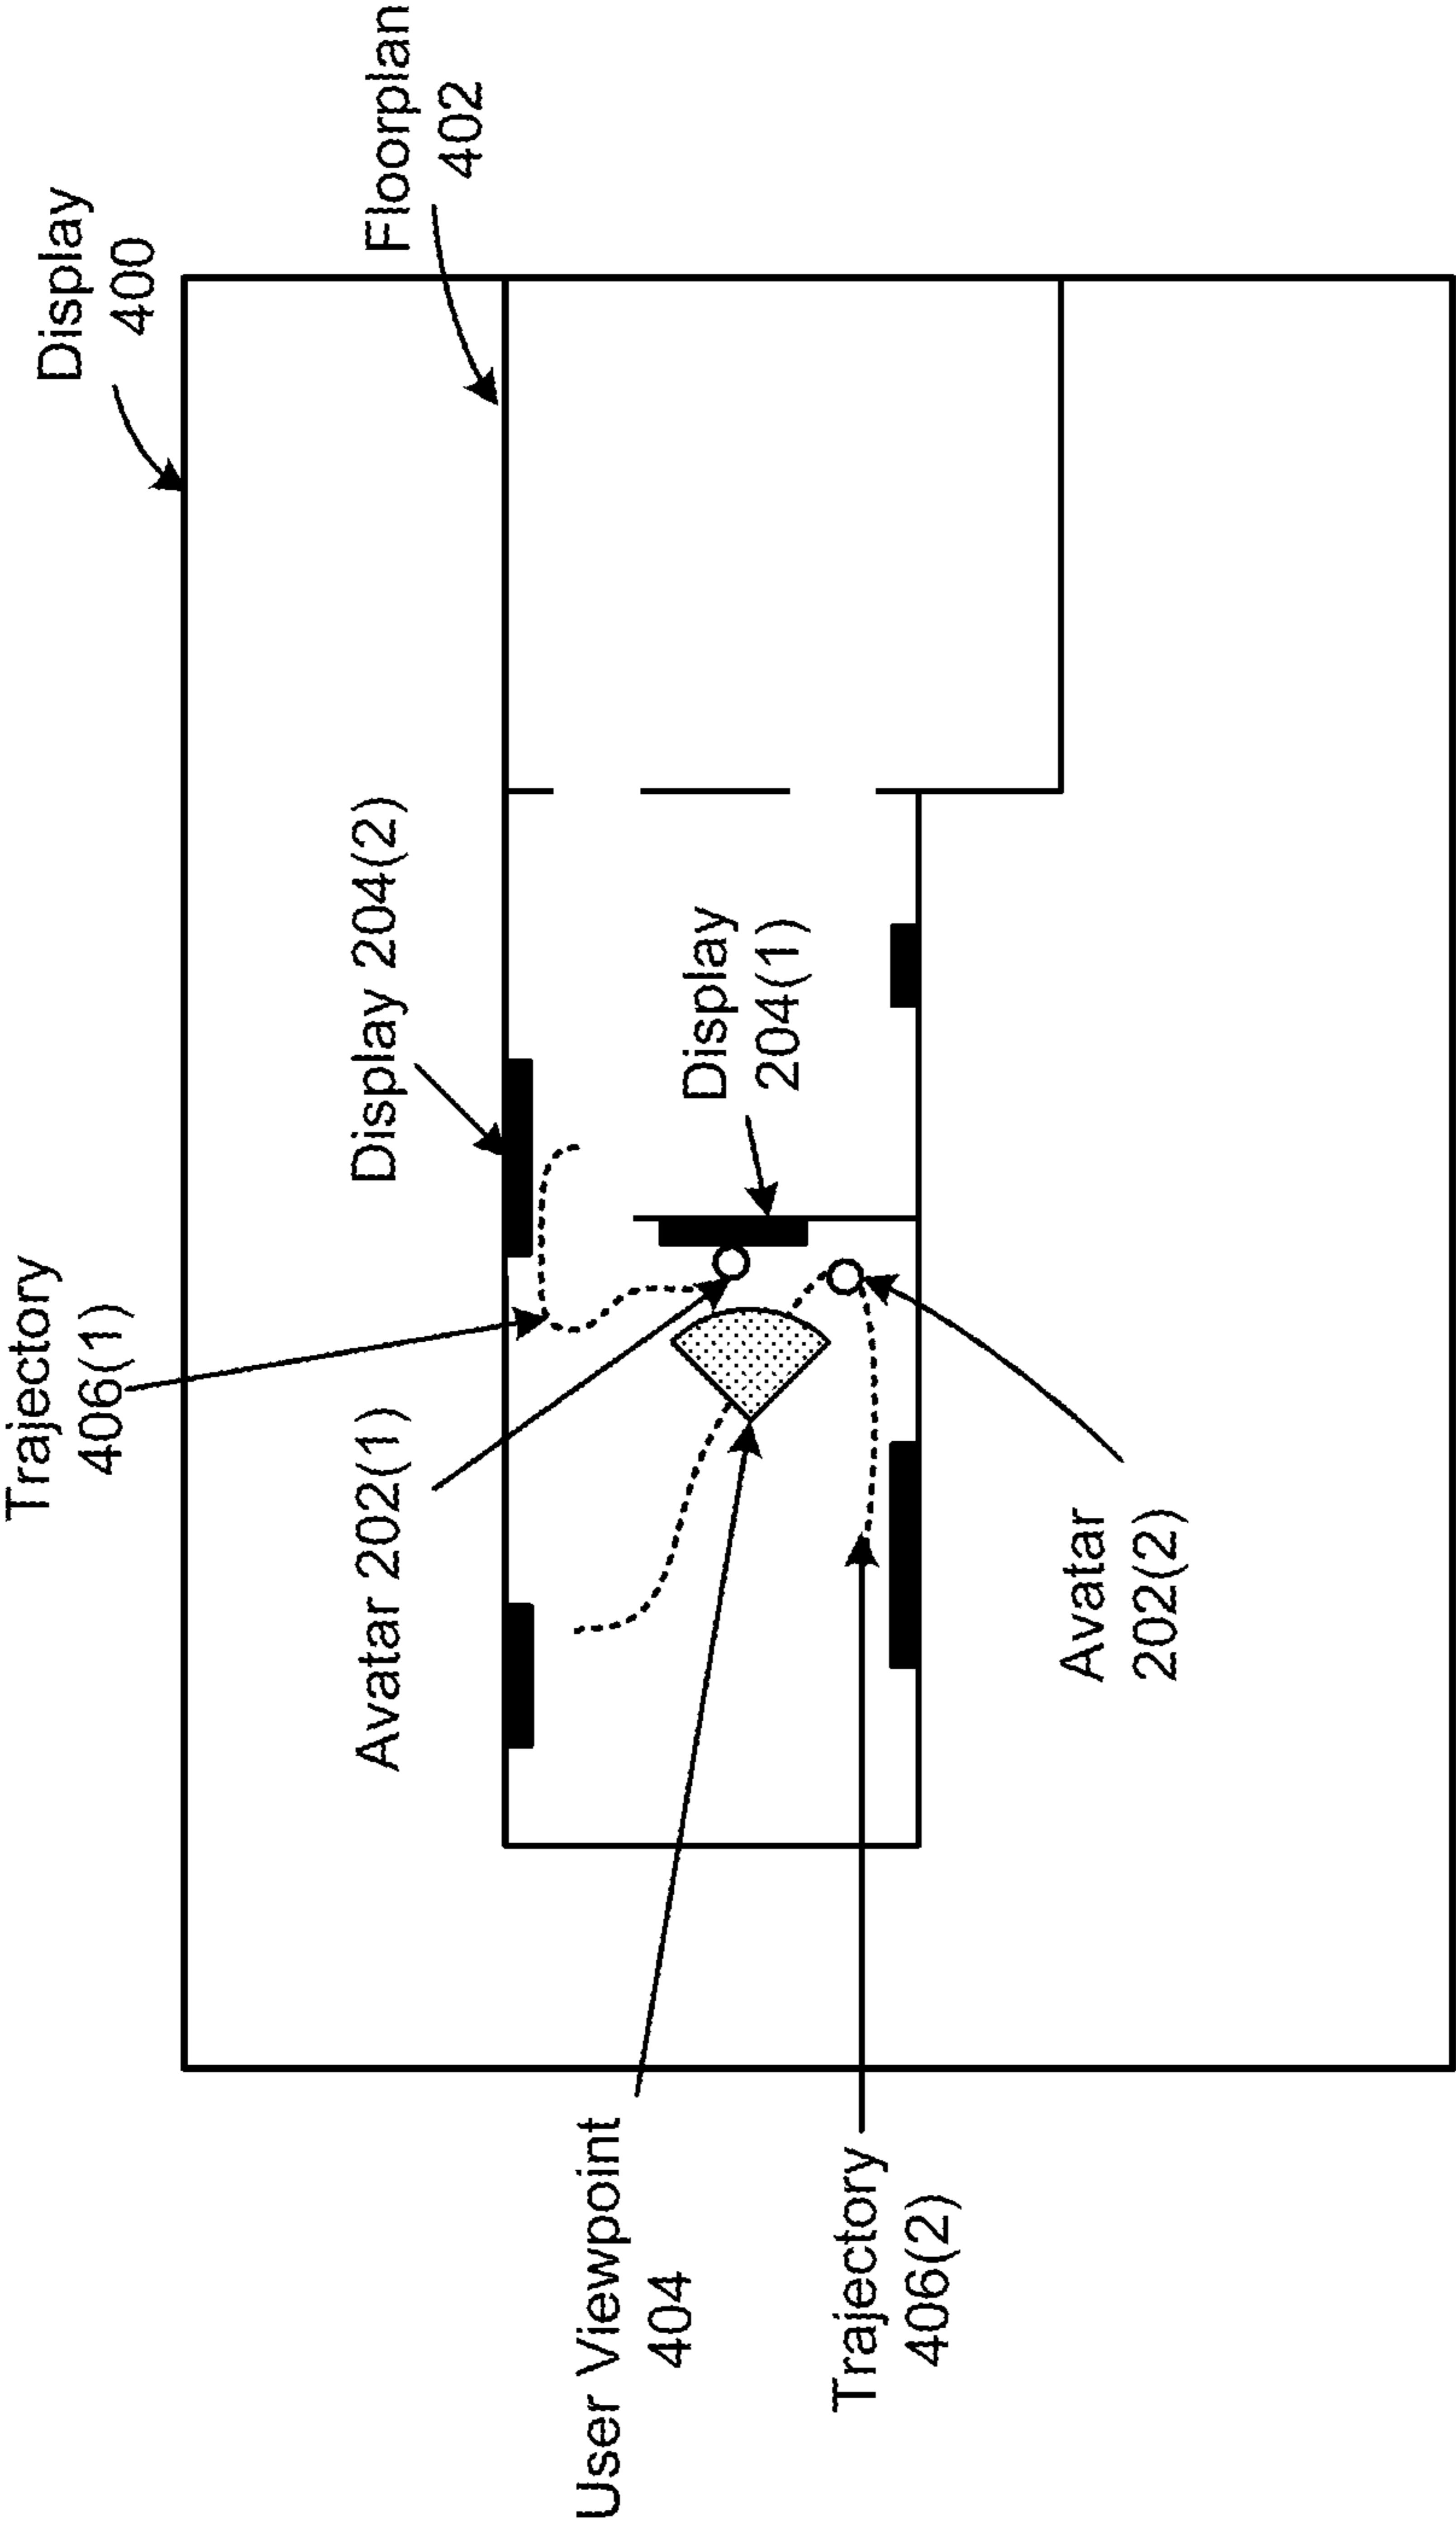 Display
400
Floorplan
402
Trajectory
406(1)
Display 204(2)
Avatar 202(1)
Display
204(1)
User Viewpoint
404
Trajectory
406(2)
Avatar
202(2)